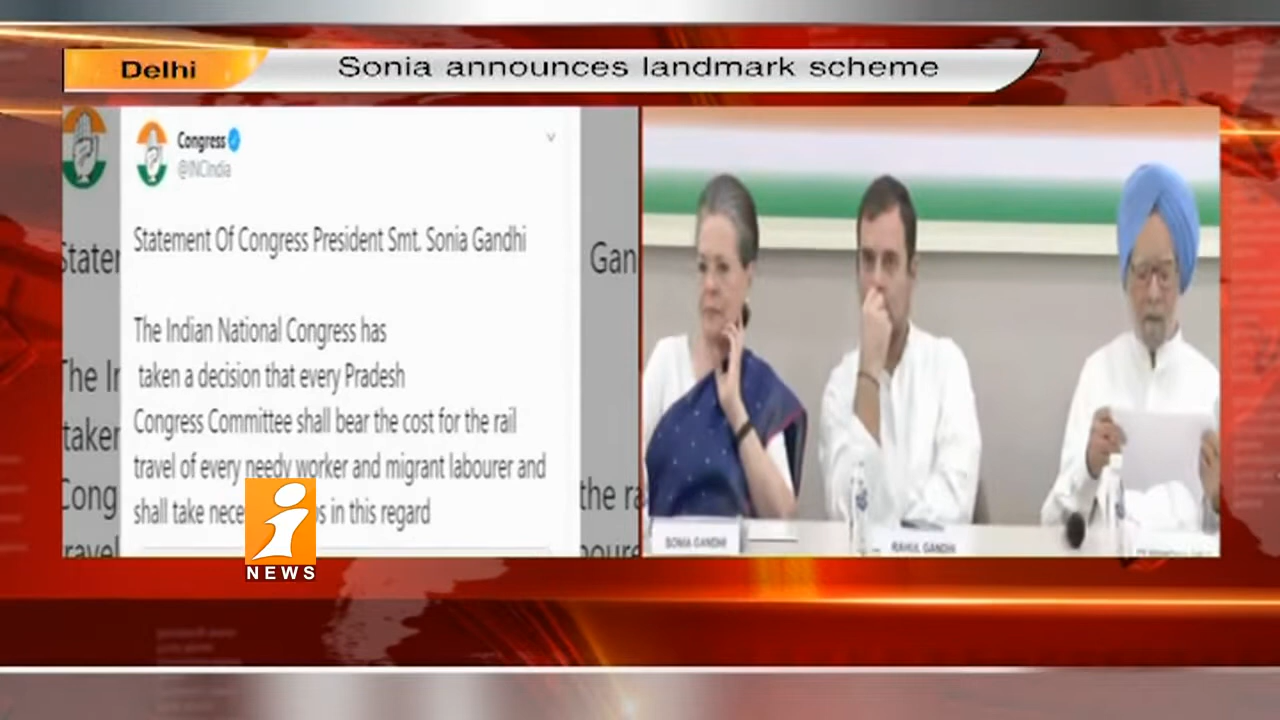 Delhi
Sonia announces landmark scheme
Congress
@INCIndia
Statement Of Congress President Smt. Sonia Gandhi
The Indian National Congress has
taken a decision that every Pradesh
Congress Committee shall bear the cost for the rail
travel of every needy worker and migrant labourer and
shall take in this regard
i
NEWS
SONIA GANDHI
RAHUL GANDHI